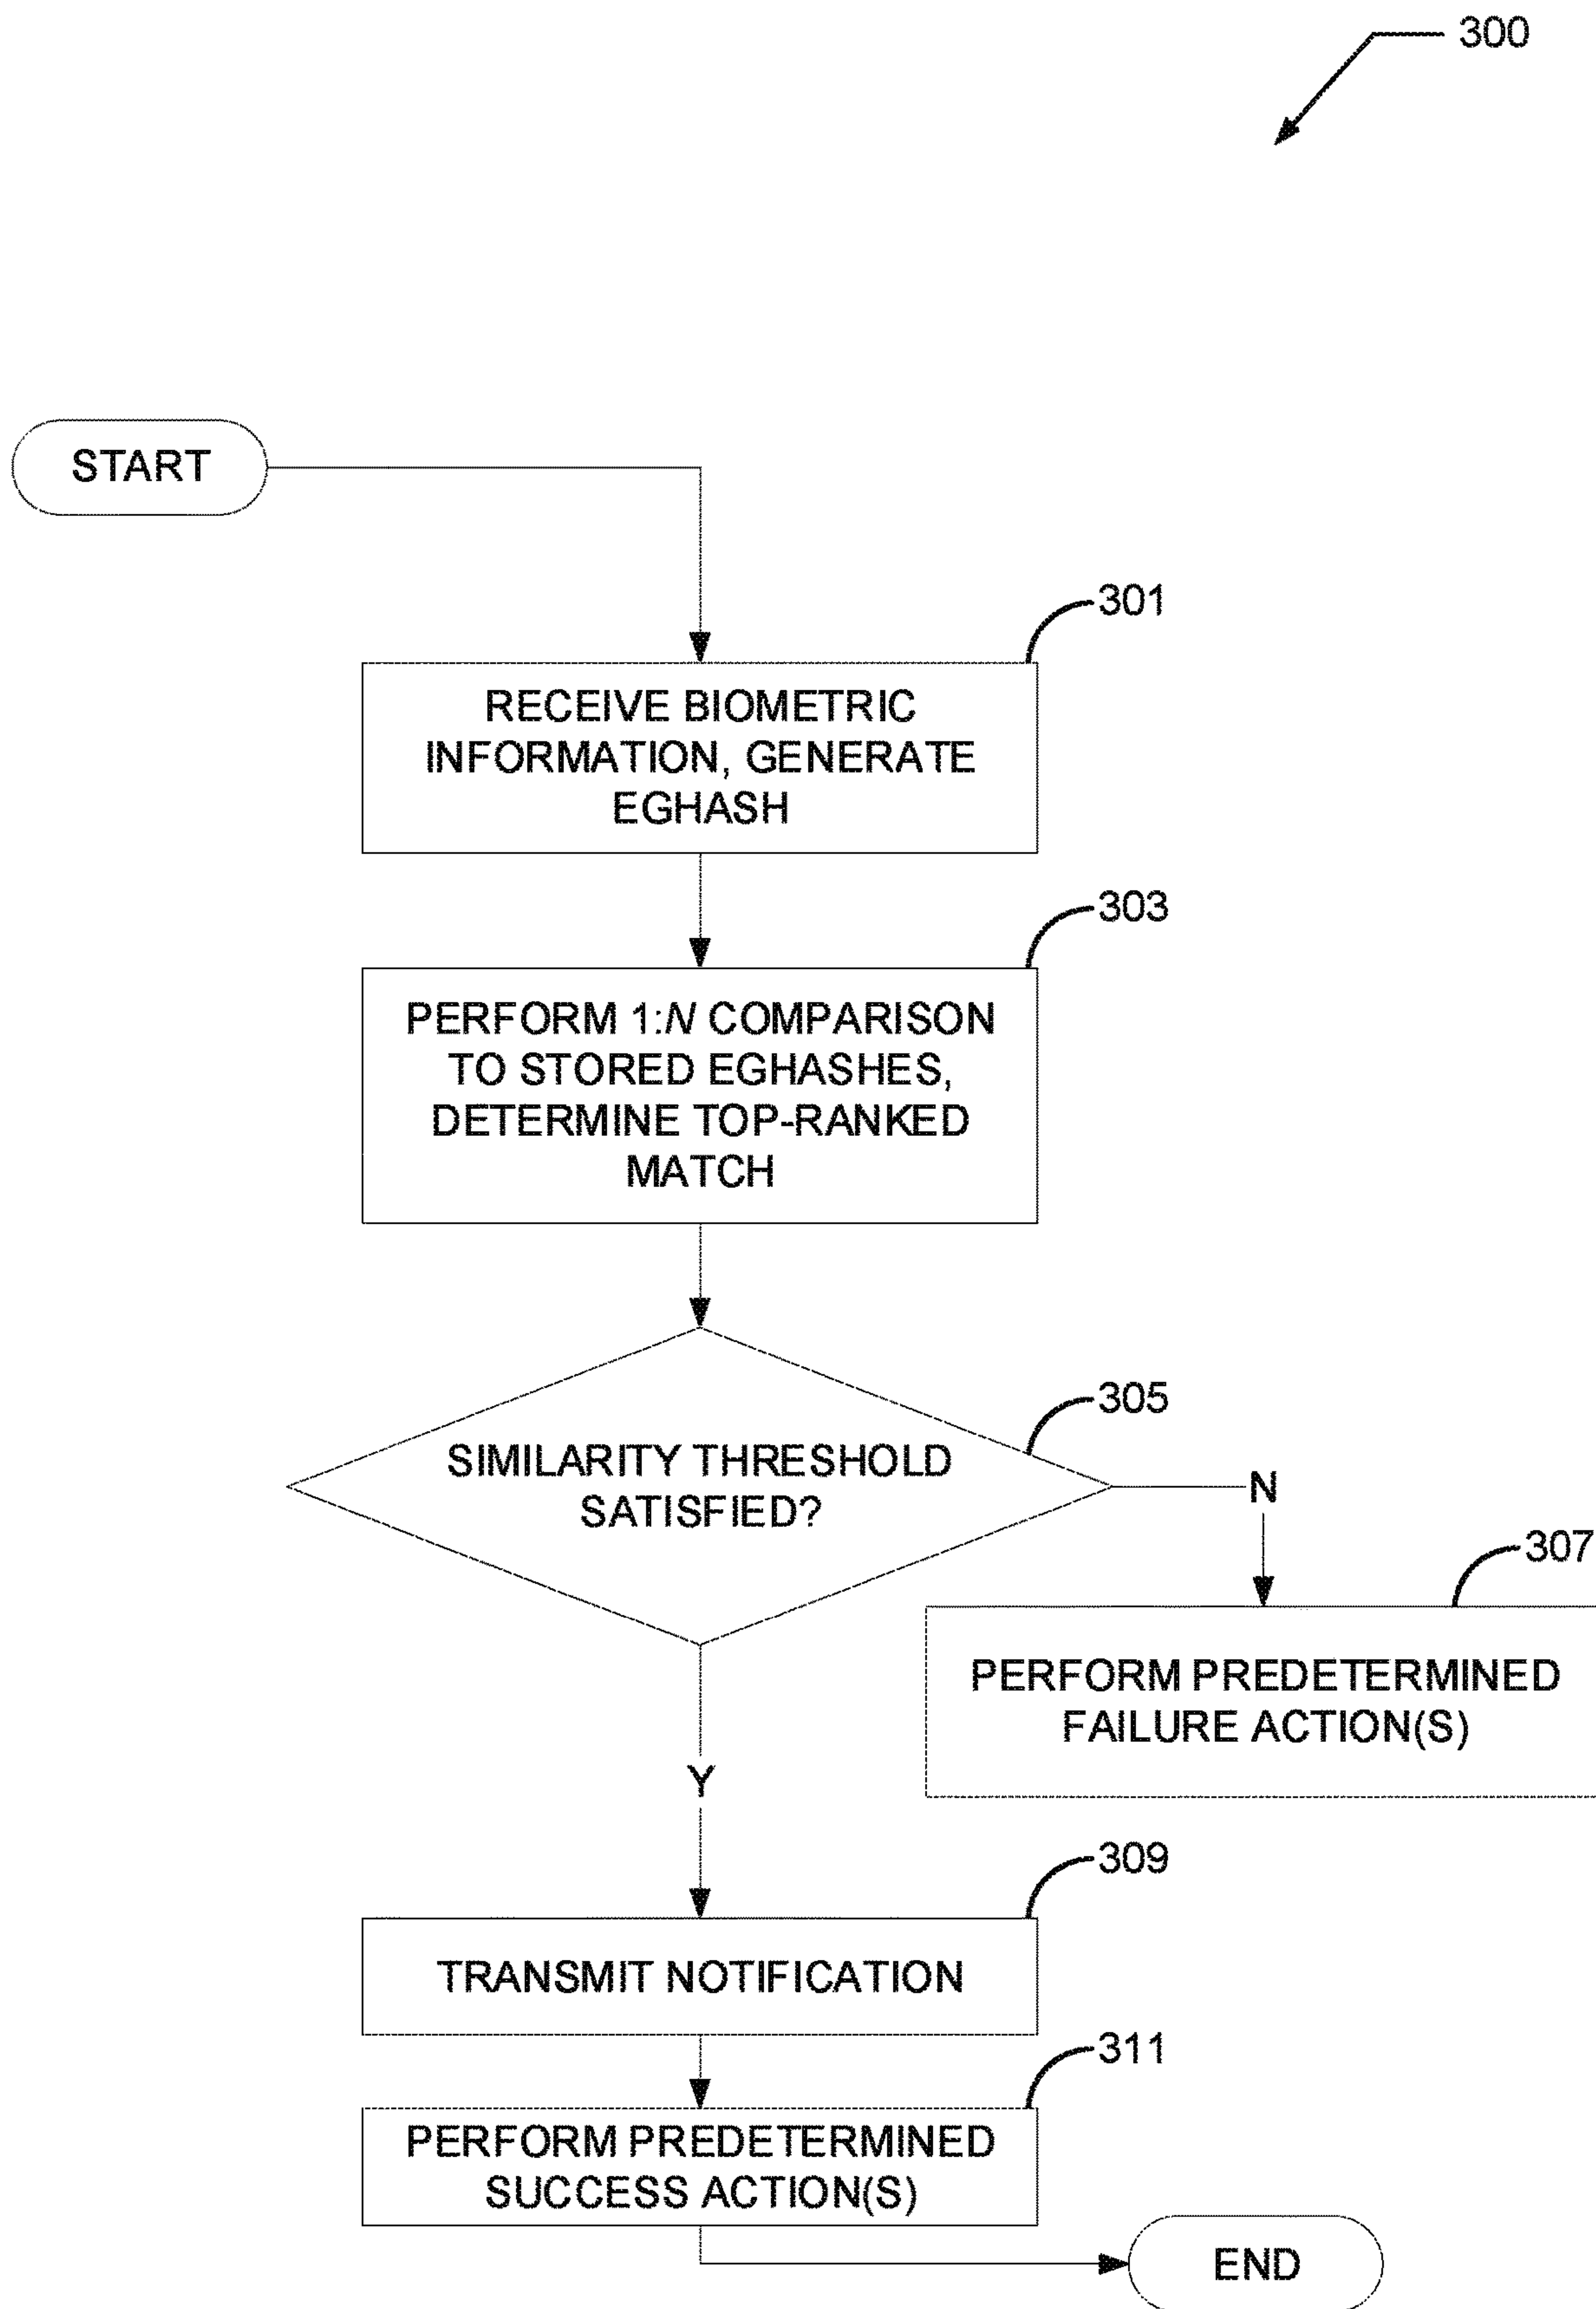 300
START
301
RECEIVE BIOMETRIC
INFORMATION, GENERATE
EGHASH
303
PERFORM 1:N COMPARISON
TO STORED EGHASHES,
DETERMINE TOP-RANKED
MATCH
305
SIMILARITY THRESHOLD
SATISFIED?
N
307
PERFORM PREDETERMINED
FAILURE ACTION(S)
Y
309
TRANSMIT NOTIFICATION
311
PERFORM PREDETERMINED
SUCCESS ACTION(S)
END